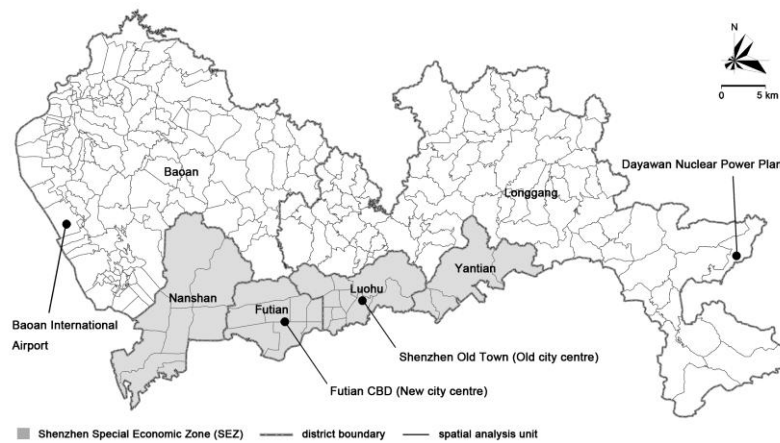 N
0 5 km
Dayawan Nuclear Power Plan
Baoan
Longgang
Yantian
Nanshan
Luohu
Futian
Baoan International
Airport
Shenzhen Old Town (Old city centre)
Futian CBD (New city centre)
Shenzhen Special Economic Zone (SEZ) district boundary spatial analysis unit